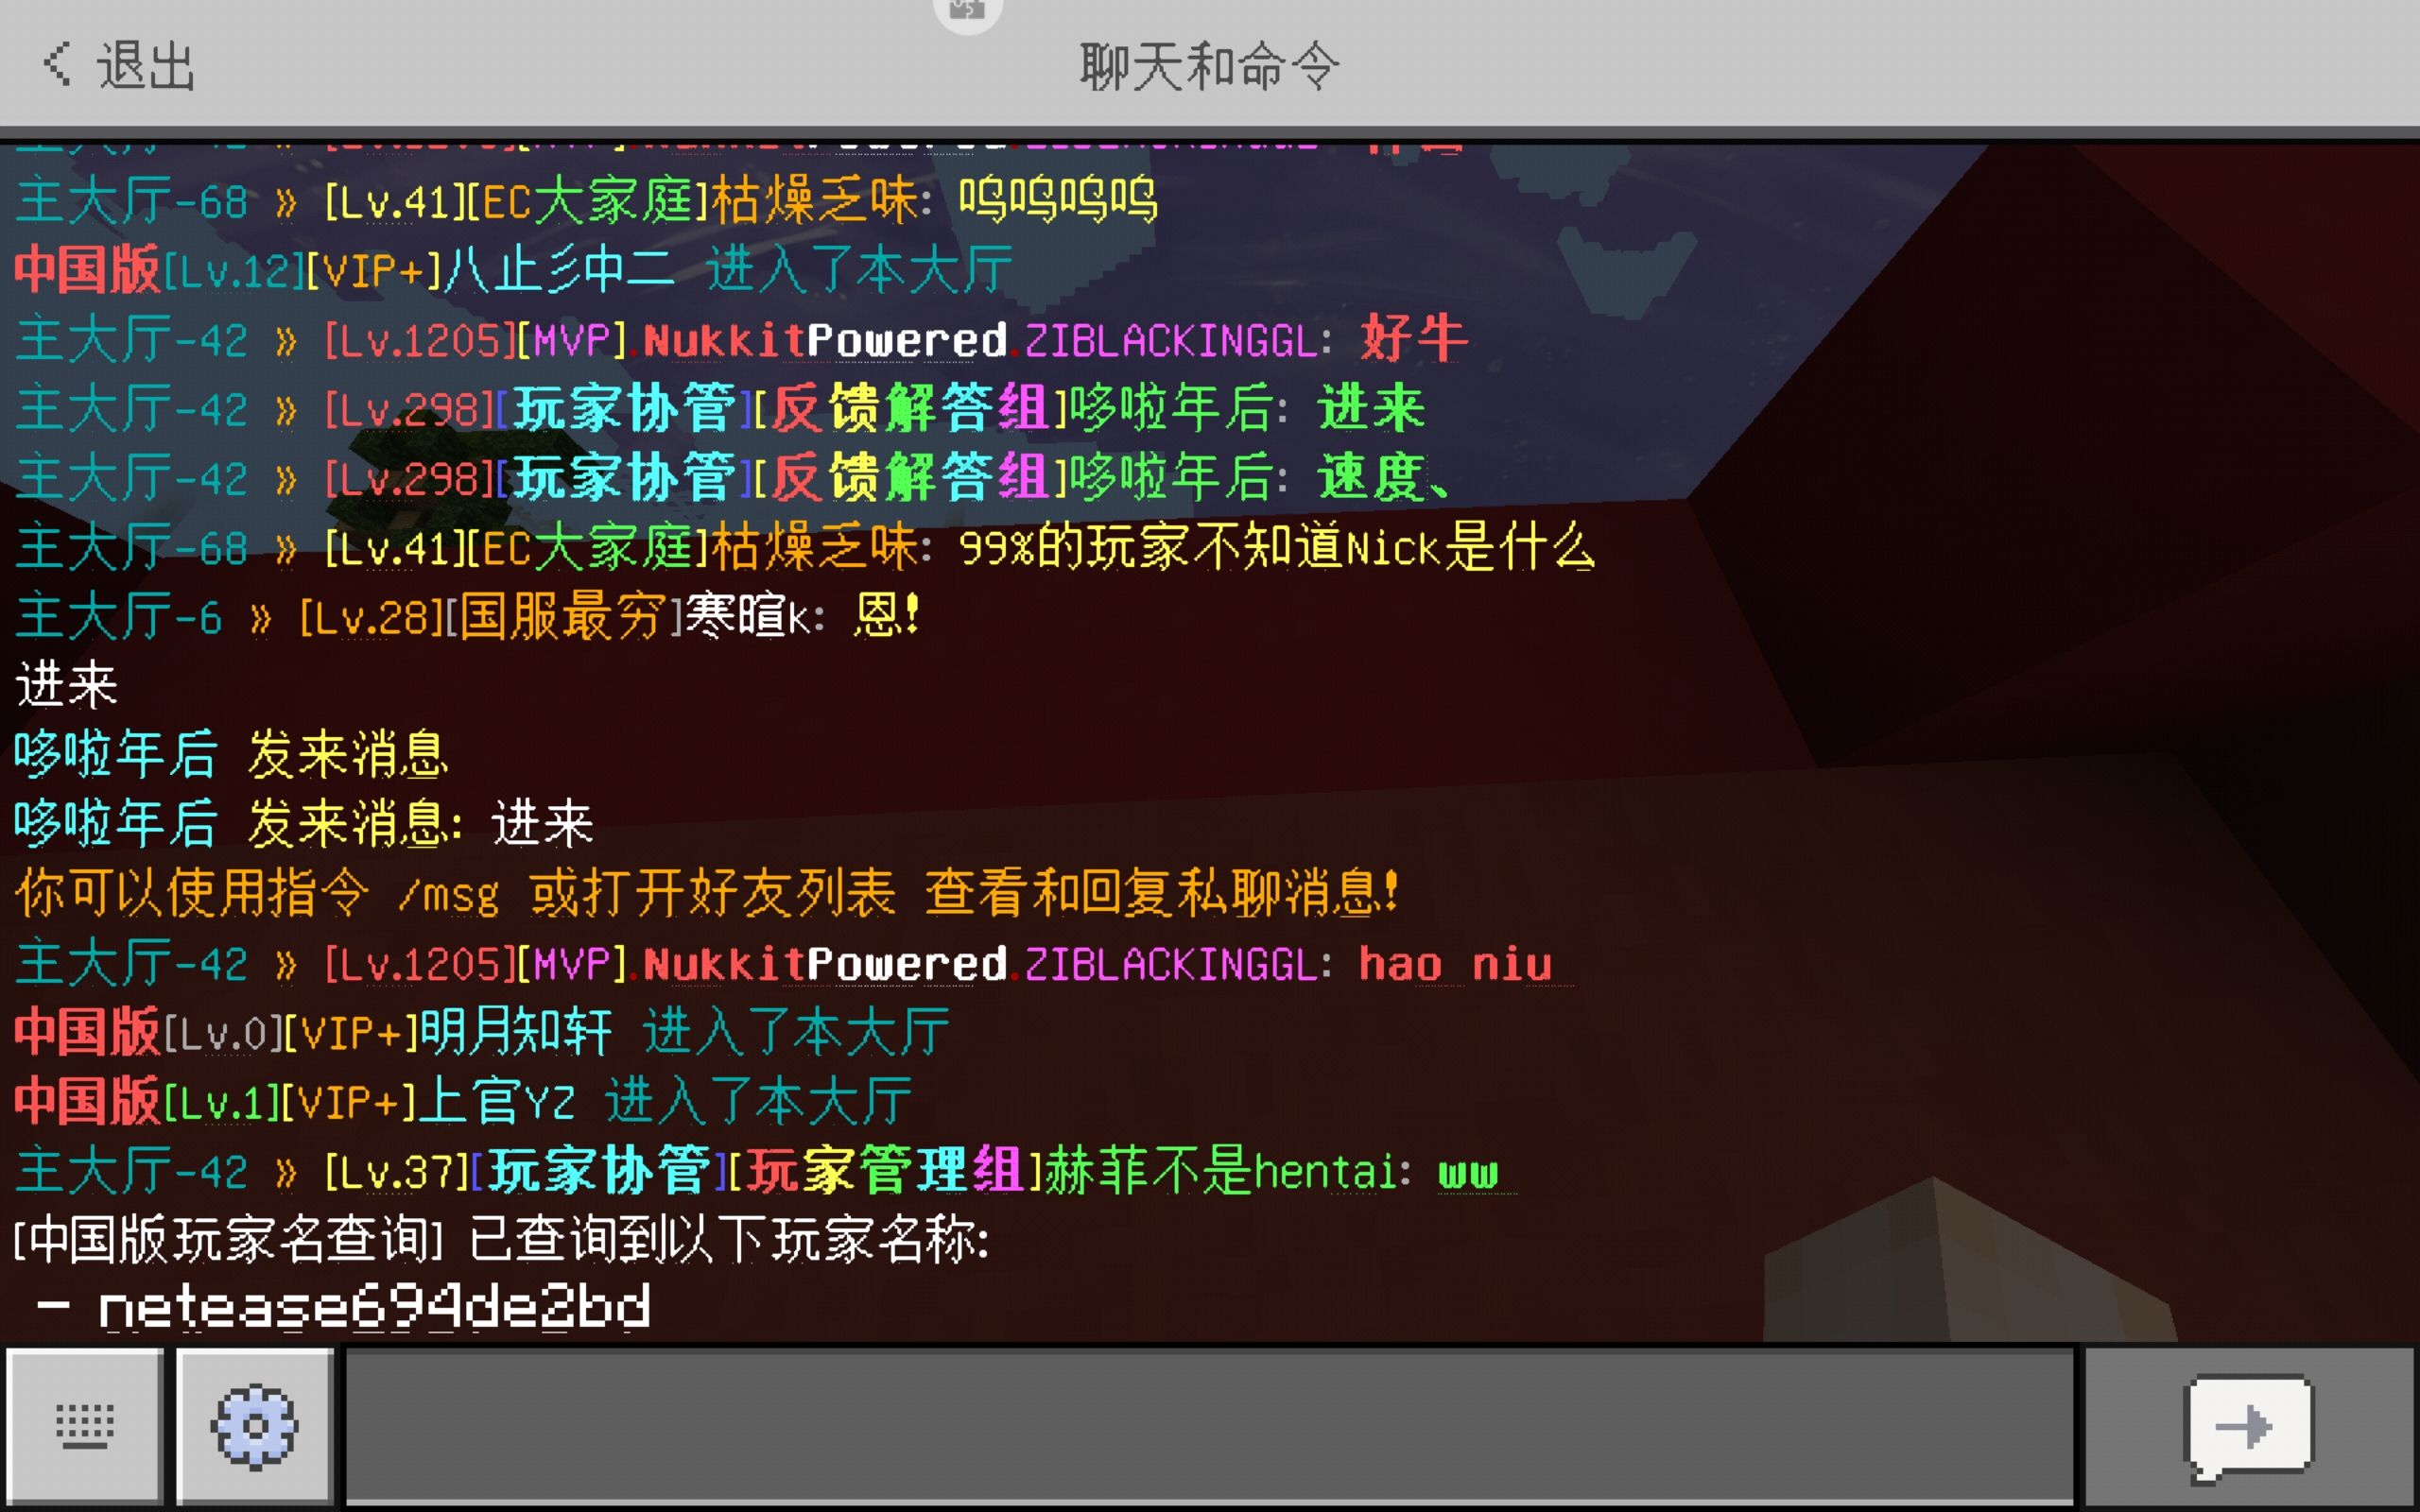 退出
聊天和命令
主大厅-68 » [Lv.41][EC大家庭]枯燥乏味: 呜呜呜呜
中国版[Lv.12][VIP+]八止彡中二 进入了本大厅
主大厅-42 » [Lv.1205][MVP].NukkitPowered.ZIBLACKINGGL: 好牛
主大厅-42 » [Lv.298][玩家协管][反馈解答组]哆啦年后: 进来
主大厅-42 » [Lv.298][玩家协管][反馈解答组]哆啦年后: 速度、
主大厅-68 » [Lv.41][EC大家庭]枯燥乏味: 99%的玩家不知道Nick是什么
主大厅-6 » [Lv.28][国服最穷]寒暄k: 恩!
进来
哆啦年后 发来消息
哆啦年后 发来消息: 进来
你可以使用指令 /msg 或打开好友列表 查看和回复私聊消息!
主大厅-42 » [Lv.1205][MVP].NukkitPowered.ZIBLACKINGGL: hao niu
中国版[Lv.0][VIP+]明月知轩 进入了本大厅
中国版[Lv.1][VIP+]上官YZ 进入了本大厅
主大厅-42 » [Lv.37][玩家协管][玩家管理组]赫菲不是hentai: ww
[中国版玩家名查询] 已查询到以下玩家名称:
- netease694de2bd